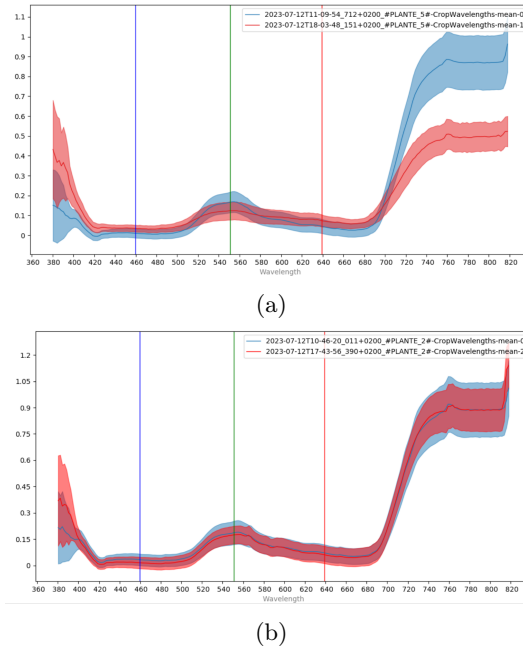 2023-07-12T11-09-54_712+0200_#PLANTE_5#-CropWavelengths-mean-0
2023-07-12T18-03-48_151+0200_#PLANTE_5#-CropWavelengths-mean-1
1.1
1
0.9
0.8
0.7
0.6
0.5
0.4
0.3
0.2
0.1
0
360 380 400 420 440 460 480 500 520 540 560 580 600 620 640 660 680 700 720 740 760 780 800 820
Wavelength
(a)
2023-07-12T10-46-20_011+0200_#PLANTE_2#-CropWavelengths-mean-0
2023-07-12T17-43-56_390+0200_#PLANTE_2#-CropWavelengths-mean-2
1.2
1.05
0.9
0.75
0.6
0.45
0.3
0.15
0
360 380 400 420 440 460 480 500 520 540 560 580 600 620 640 660 680 700 720 740 760 780 800 820
Wavelength
(b)